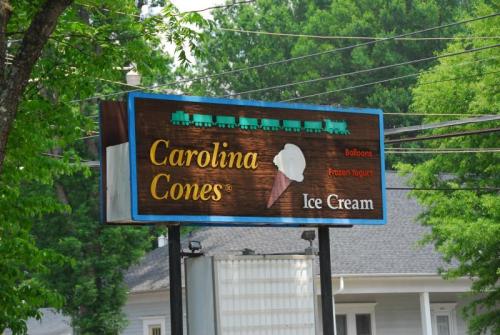 Carolina
Cones®
Balloons
Frozen Yogurt
Ice Cream